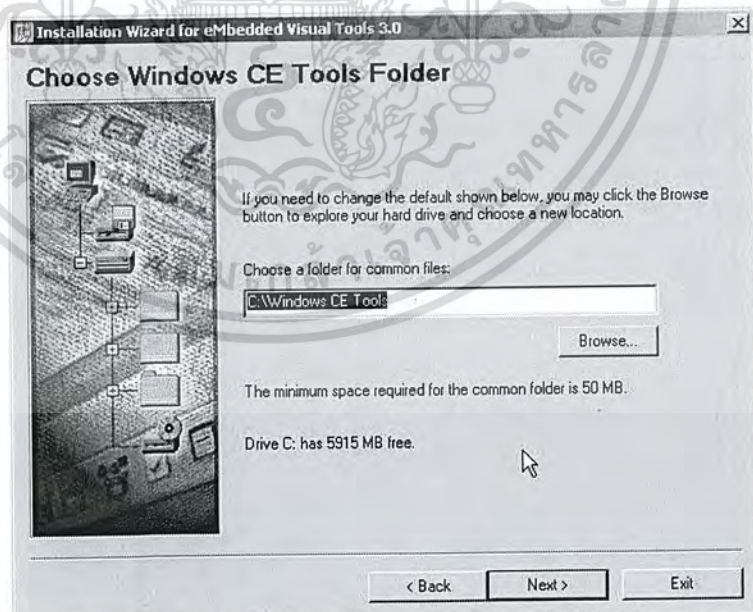 Installation Wizard for eMbedded Visual Tools 3.0
Choose Windows CE Tools Folder
If you need to change the default shown below, you may click the Browse
button to explore your hard drive and choose a new location.
Choose a folder for common files:
C:\Windows CE Tools
Browse...
The minimum space required for the common folder is 50 MB.
Drive C: has 5915 MB free.
< Back
Next >
Exit